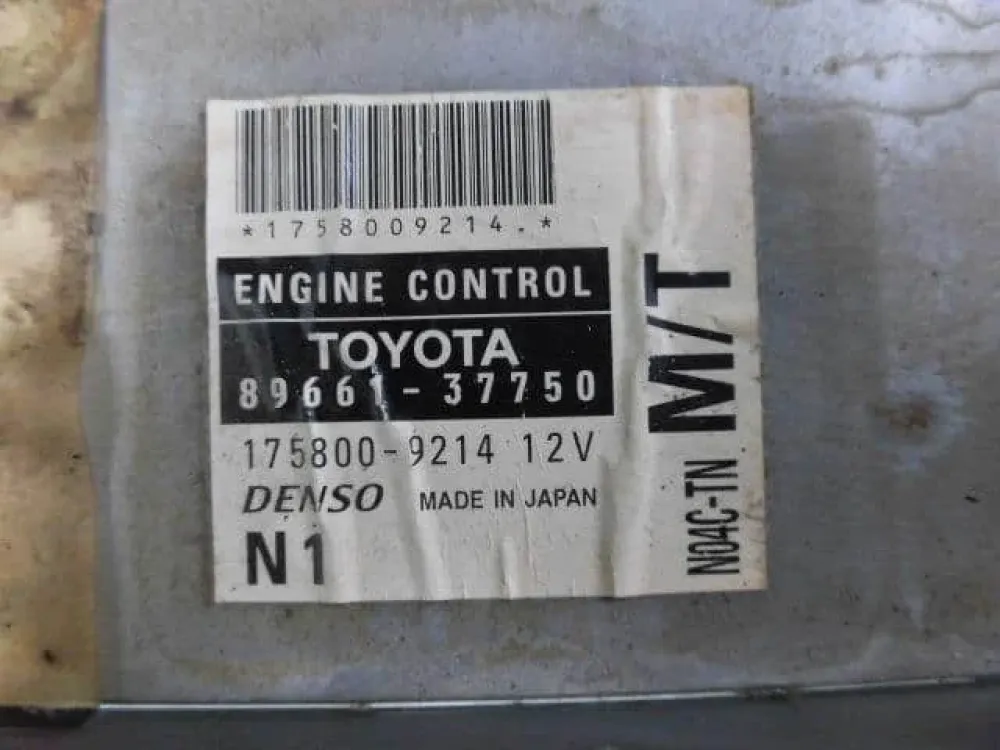 *1758009214.*
ENGINE CONTROL
TOYOTA
89661-37750
175800-9214 12V
DENSO MADE IN JAPAN
N1
M/T
N04C-TN